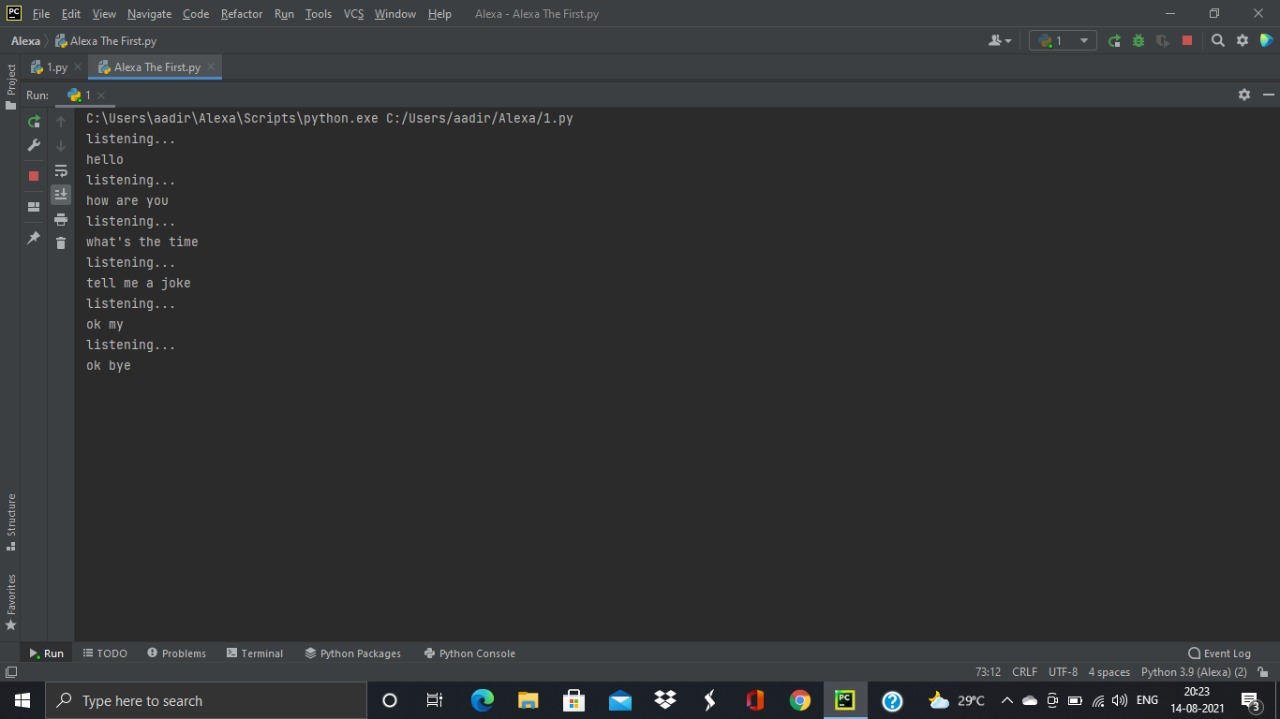 PC File Edit View Navigate Code Refactor Run Tools VCS Window Help Alexa - Alexa The First.py
Alexa Alexa The First.py 1
Project
1.py Alexa The First.py
Run: 1
C:\Users\aadir\Alexa\Scripts\python.exe C:/Users/aadir/Alexa/1.py
listening...
hello
listening...
how are you
listening...
what's the time
listening...
tell me a joke
listening...
ok my
listening...
ok bye
Structure
Favorites
Run TODO Problems Terminal Python Packages Python Console Event Log
73:12 CRLF UTF-8 4 spaces Python 3.9 (Alexa) (2)
Type here to search PC 29°C ENG 20:23
14-08-2021 3